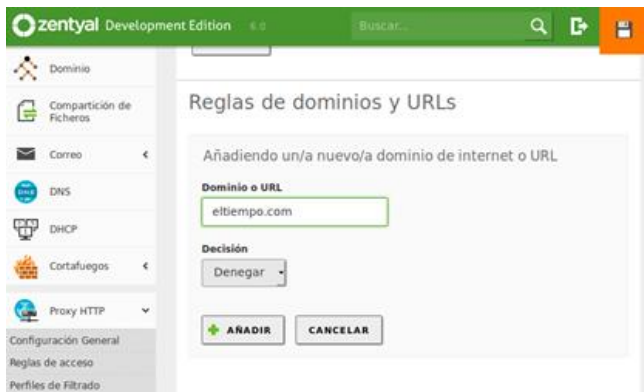 zentyal Development Edition 6.0 Buscar...
Dominio
Compartición de
Ficheros
Correo
DNS
DHCP
Cortafuegos
Proxy HTTP
Configuración General
Reglas de acceso
Perfiles de Filtrado
Reglas de dominios y URLs
Añadiendo un/a nuevo/a dominio de internet o URL
Dominio o URL
eltiempo.com
Decisión
Denegar
AÑADIR CANCELAR